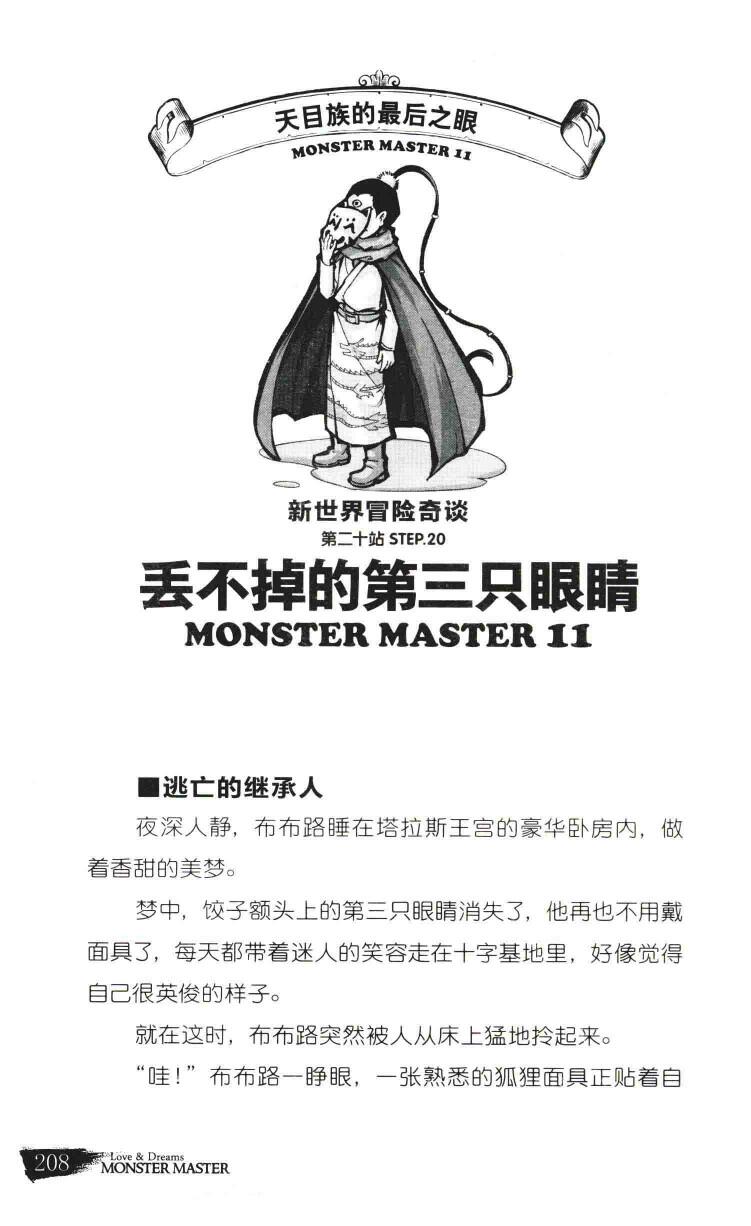 天目族的最后之眼
MONSTER MASTER 11
新世界冒险奇谈
第二十站 STEP.20
丢不掉的第三只眼睛
MONSTER MASTER 11
■逃亡的继承人
夜深人静，布布路睡在塔拉斯王宫的豪华卧房内，做
着香甜的美梦。
梦中，饺子额头上的第三只眼睛消失了，他再也不用戴
面具了，每天都带着迷人的笑容走在十字基地里，好像觉得
自己很英俊的样子。
就在这时，布布路突然被人从床上猛地拎起来。
“哇！”布布路一睁眼，一张熟悉的狐狸面具正贴着自
208
Love & Dreams
MONSTER MASTER